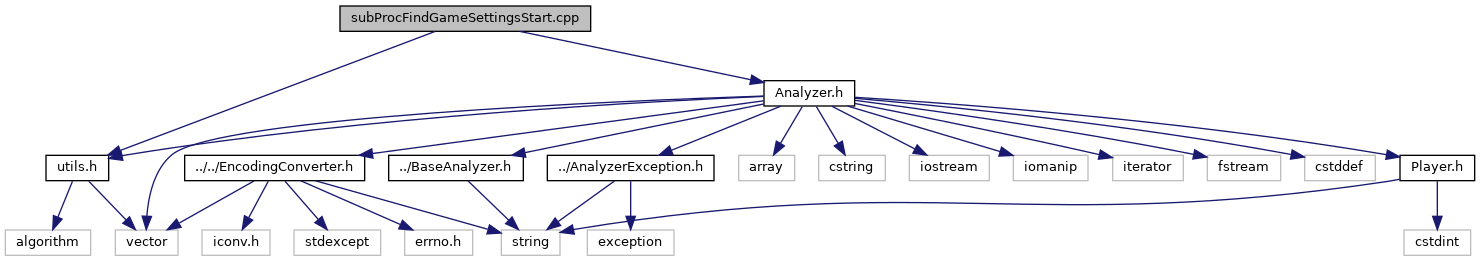 subProcFindGameSettingsStart.cpp
Analyzer.h
utils.h
../../EncodingConverter.h
../BaseAnalyzer.h
../AnalyzerException.h
array
cstring
iostream
iomanip
iterator
fstream
cstddef
Player.h
algorithm
vector
iconv.h
stdexcept
errno.h
string
exception
cstdint